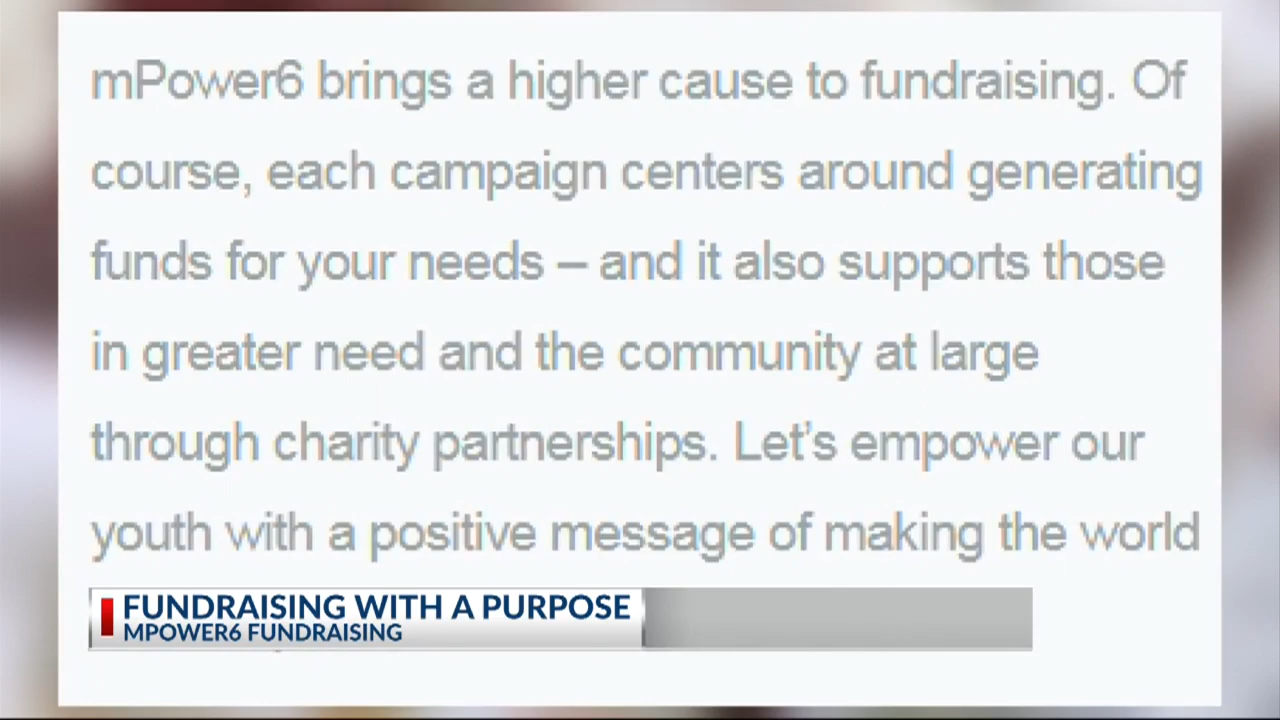 mPower6 brings a higher cause to fundraising. Of
course, each campaign centers around generating
funds for your needs – and it also supports those
in greater need and the community at large
through charity partnerships. Let's empower our
youth with a positive message of making the world
FUNDRAISING WITH A PURPOSE
MPOWER6 FUNDRAISING